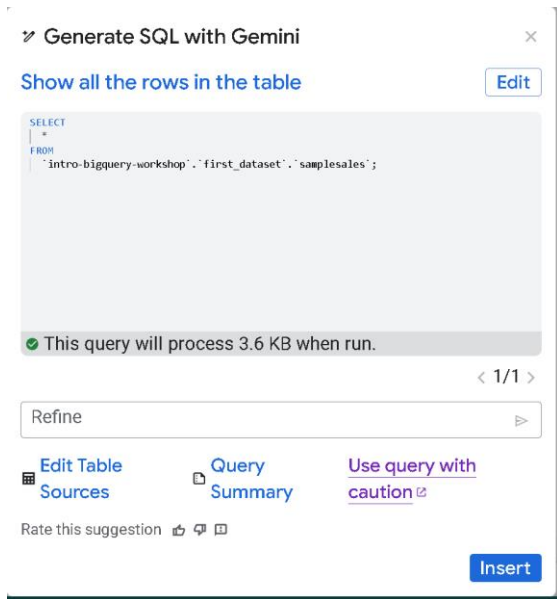 Generate SQL with Gemini
Show all the rows in the table
Edit
SELECT
*
FROM
`intro-bigquery-workshop`.`first_dataset`.`samplesales`;
This query will process 3.6 KB when run.
< 1/1 >
Refine
Edit Table
Sources
Query
Summary
Use query with
caution
Rate this suggestion
Insert